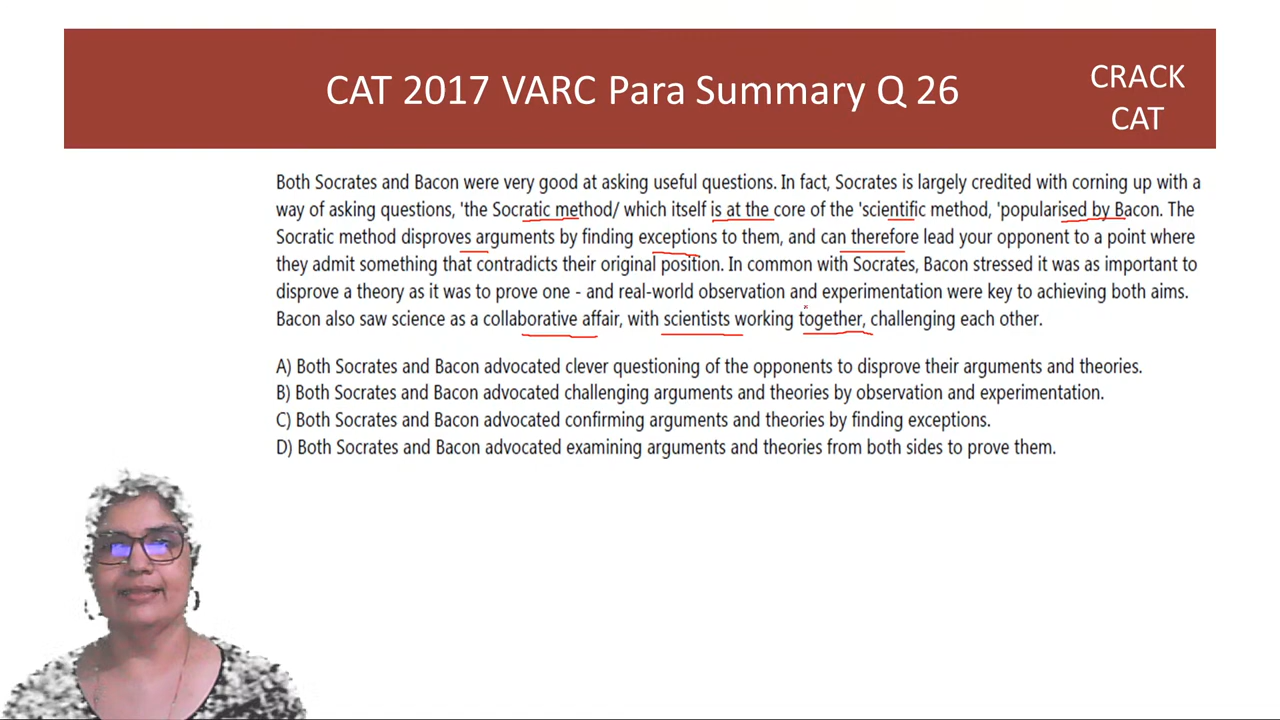 CAT 2017 VARC Para Summary Q 26
CRACK
CAT
Both Socrates and Bacon were very good at asking useful questions. In fact, Socrates is largely credited with corning up with a
way of asking questions, 'the Socratic method/ which itself is at the core of the 'scientific method, 'popularised by Bacon. The
Socratic method disproves arguments by finding exceptions to them, and can therefore lead your opponent to a point where
they admit something that contradicts their original position. In common with Socrates, Bacon stressed it was as important to
disprove a theory as it was to prove one - and real-world observation and experimentation were key to achieving both aims.
Bacon also saw science as a collaborative affair, with scientists working together, challenging each other.
A) Both Socrates and Bacon advocated clever questioning of the opponents to disprove their arguments and theories.
B) Both Socrates and Bacon advocated challenging arguments and theories by observation and experimentation.
C) Both Socrates and Bacon advocated confirming arguments and theories by finding exceptions.
D) Both Socrates and Bacon advocated examining arguments and theories from both sides to prove them.